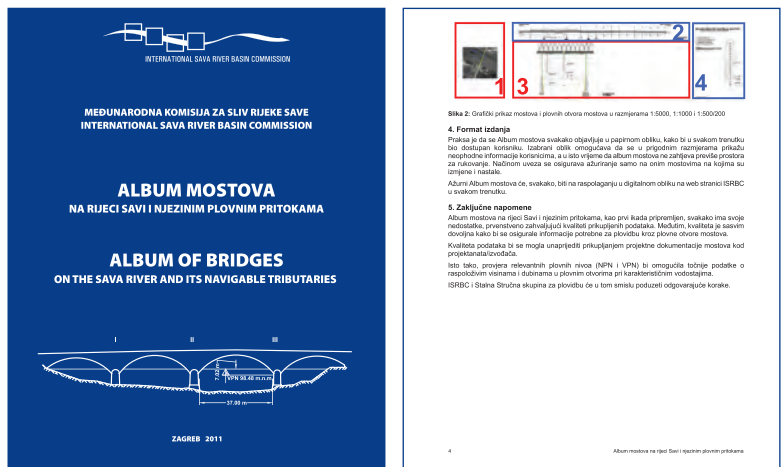 INTERNATIONAL SAVA RIVER BASIN COMMISSION
MEĐUNARODNA KOMISIJA ZA SLIV RIJEKE SAVE
INTERNATIONAL SAVA RIVER BASIN COMMISSION
ALBUM MOSTOVA
NA RIJECI SAVI I NJEZINIM PLOVNIM PRITOKAMA
ALBUM OF BRIDGES
ON THE SAVA RIVER AND ITS NAVIGABLE TRIBUTARIES
I II III
7.02 m
VPN 98.48 m.n.m.
37.00 m
ZAGREB 2011
1
2
3
4
Slika 2: Grafički prikaz mostova i plovnih otvora mostova u razmjerama 1:5000, 1:1000 i 1:500/200
4. Format izdanja
Praksa je da se Album mostova svakako objavljuje u papirnom obliku, kako bi u svakom trenutku
bio dostupan korisniku. Izabrani oblik omogućava da se u prigodnim razmjerama prikažu
neophodne informacije korisnicima, a u isto vrijeme da album mostova ne zahtjeva previše prostora
za rukovanje. Načinom uveza se osigurava ažuriranje samo na onim mostovima na kojima su
izmjene i nastale.
Ažurni Album mostova će, svakako, biti na raspolaganju u digitalnom obliku na web stranici ISRBC
u svakom trenutku.
5. Zaključne napomene
Album mostova na rijeci Savi i njezinim pritokama, kao prvi ikada pripremljen, svakako ima svoje
nedostatke, prvenstveno zahvaljujući kvaliteti prikupljenih podataka. Međutim, kvaliteta je sasvim
dovoljna kako bi se osigurale informacije potrebne za plovidbu kroz plovne otvore mostova.
Kvaliteta podataka bi se mogla unaprijediti prikupljanjem projektne dokumentacije mostova kod
projektanata/izvođača.
Isto tako, provjera relevantnih plovnih nivoa (NPN i VPN) bi omogućila točnije podatke o
raspoloživim visinama i dubinama u plovnim otvorima pri karakterističnim vodostajima.
ISRBC i Stalna Stručna skupina za plovidbu će u tom smislu poduzeti odgovarajuće korake.
4
Album mostova na rijeci Savi i njezinim plovnim pritokama